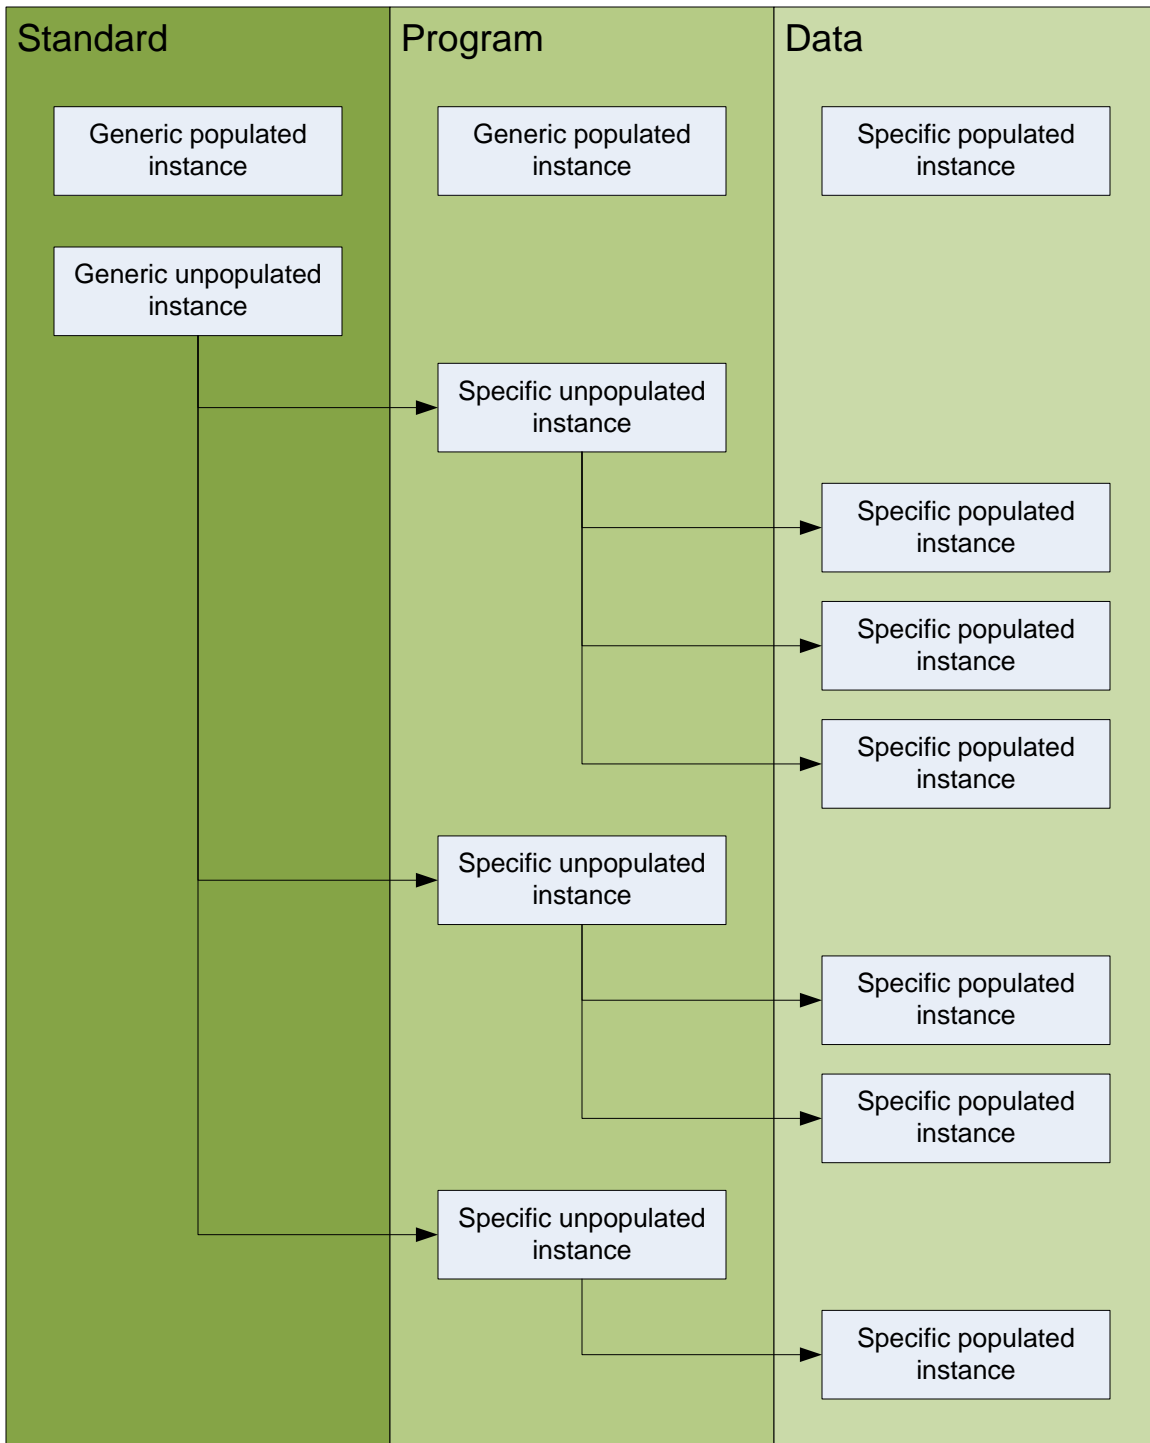 Standard
Program
Data
Generic populated
instance
Generic populated
instance
Specific populated
instance
Generic unpopulated
instance
Specific unpopulated
instance
Specific populated
instance
Specific populated
instance
Specific populated
instance
Specific unpopulated
instance
Specific populated
instance
Specific populated
instance
Specific unpopulated
instance
Specific populated
instance